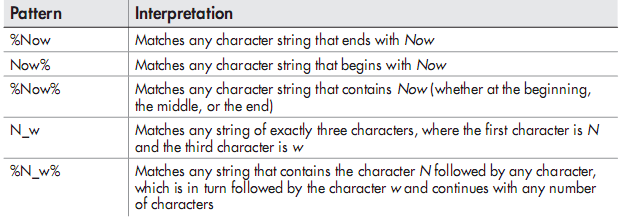 Pattern Interpretation
%Now Matches any character string that ends with Now
Now% Matches any character string that begins with Now
%Now% Matches any character string that contains Now (whether at the beginning,
the middle, or the end)
N_w Matches any string of exactly three characters, where the first character is N
and the third character is w
%N_w% Matches any string that contains the character N followed by any character,
which is in turn followed by the character w and continues with any number
of characters